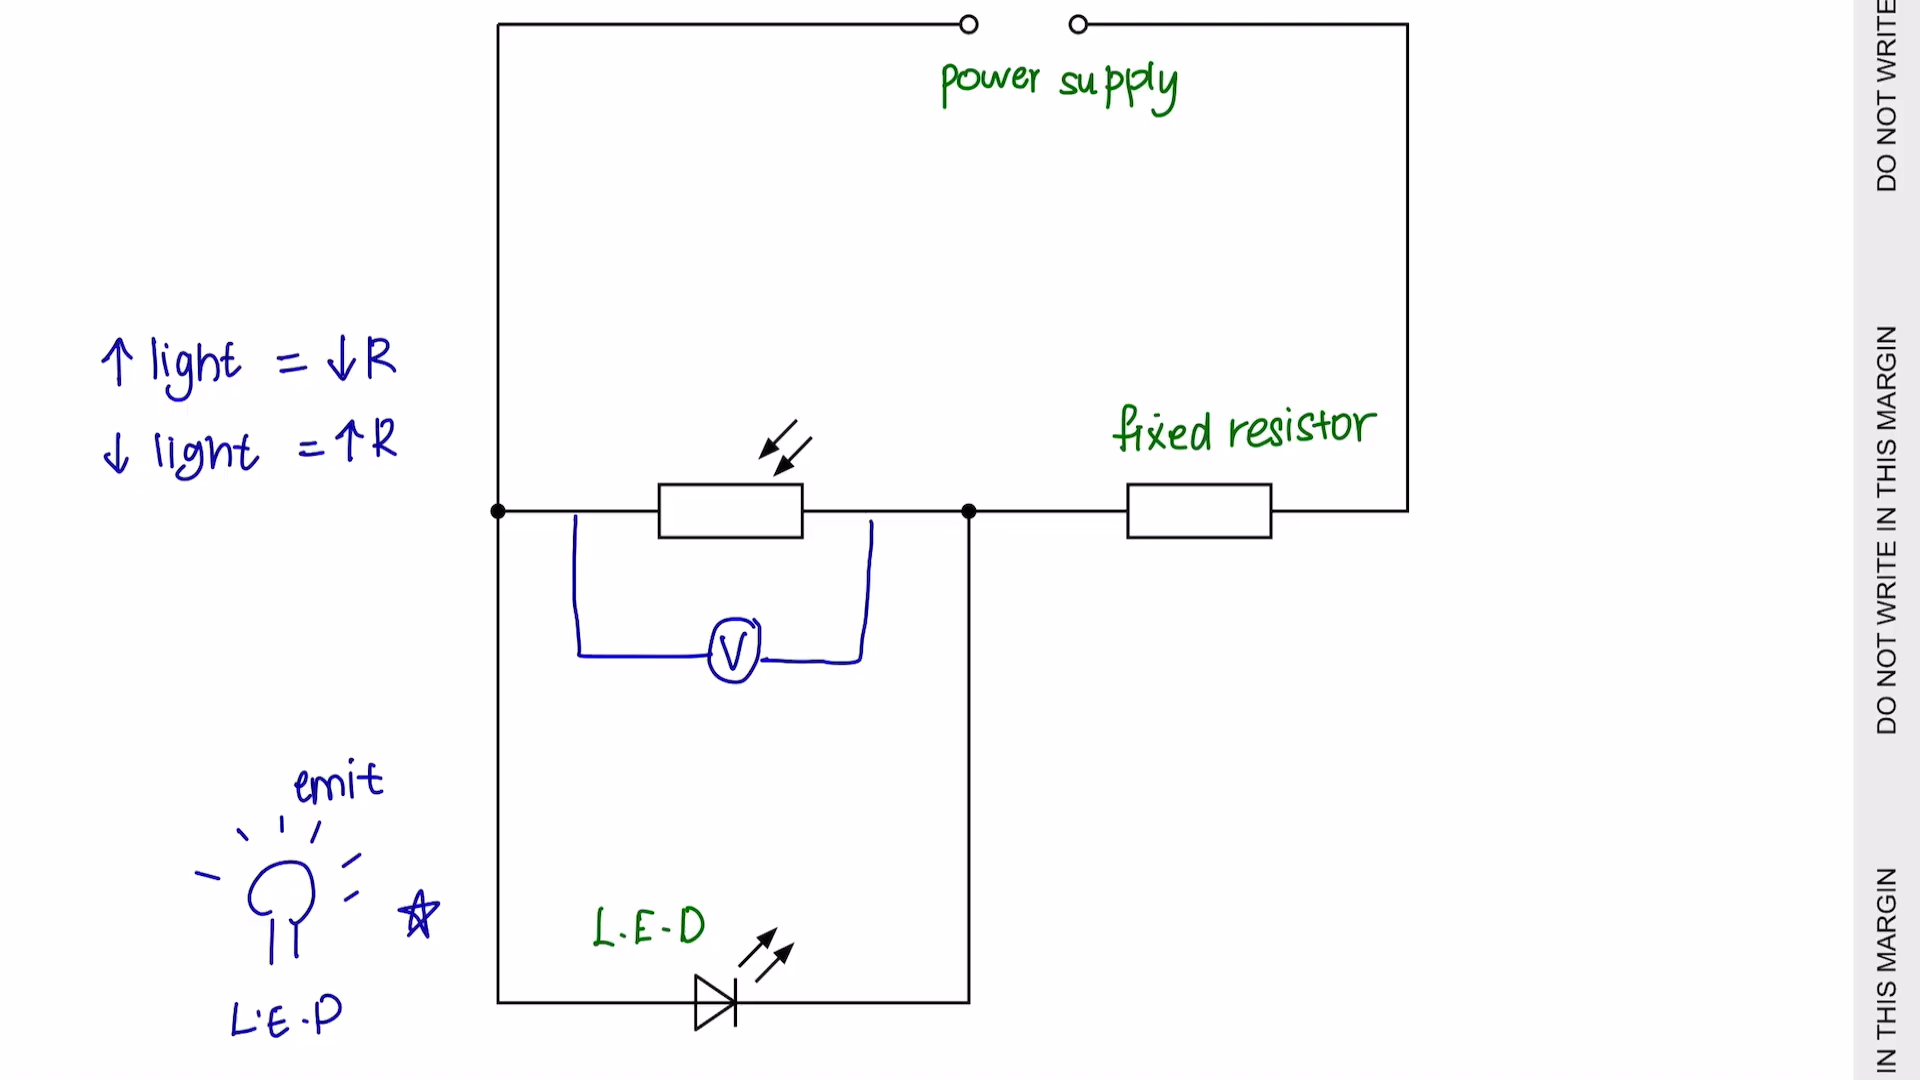 power supply
↑ light = ↓R
↓ light = ↑R
fixed resistor
V
emit
L.E.D
L.E.D
DO NOT WRITE
DO NOT WRITE IN THIS MARGIN
IN THIS MARGIN